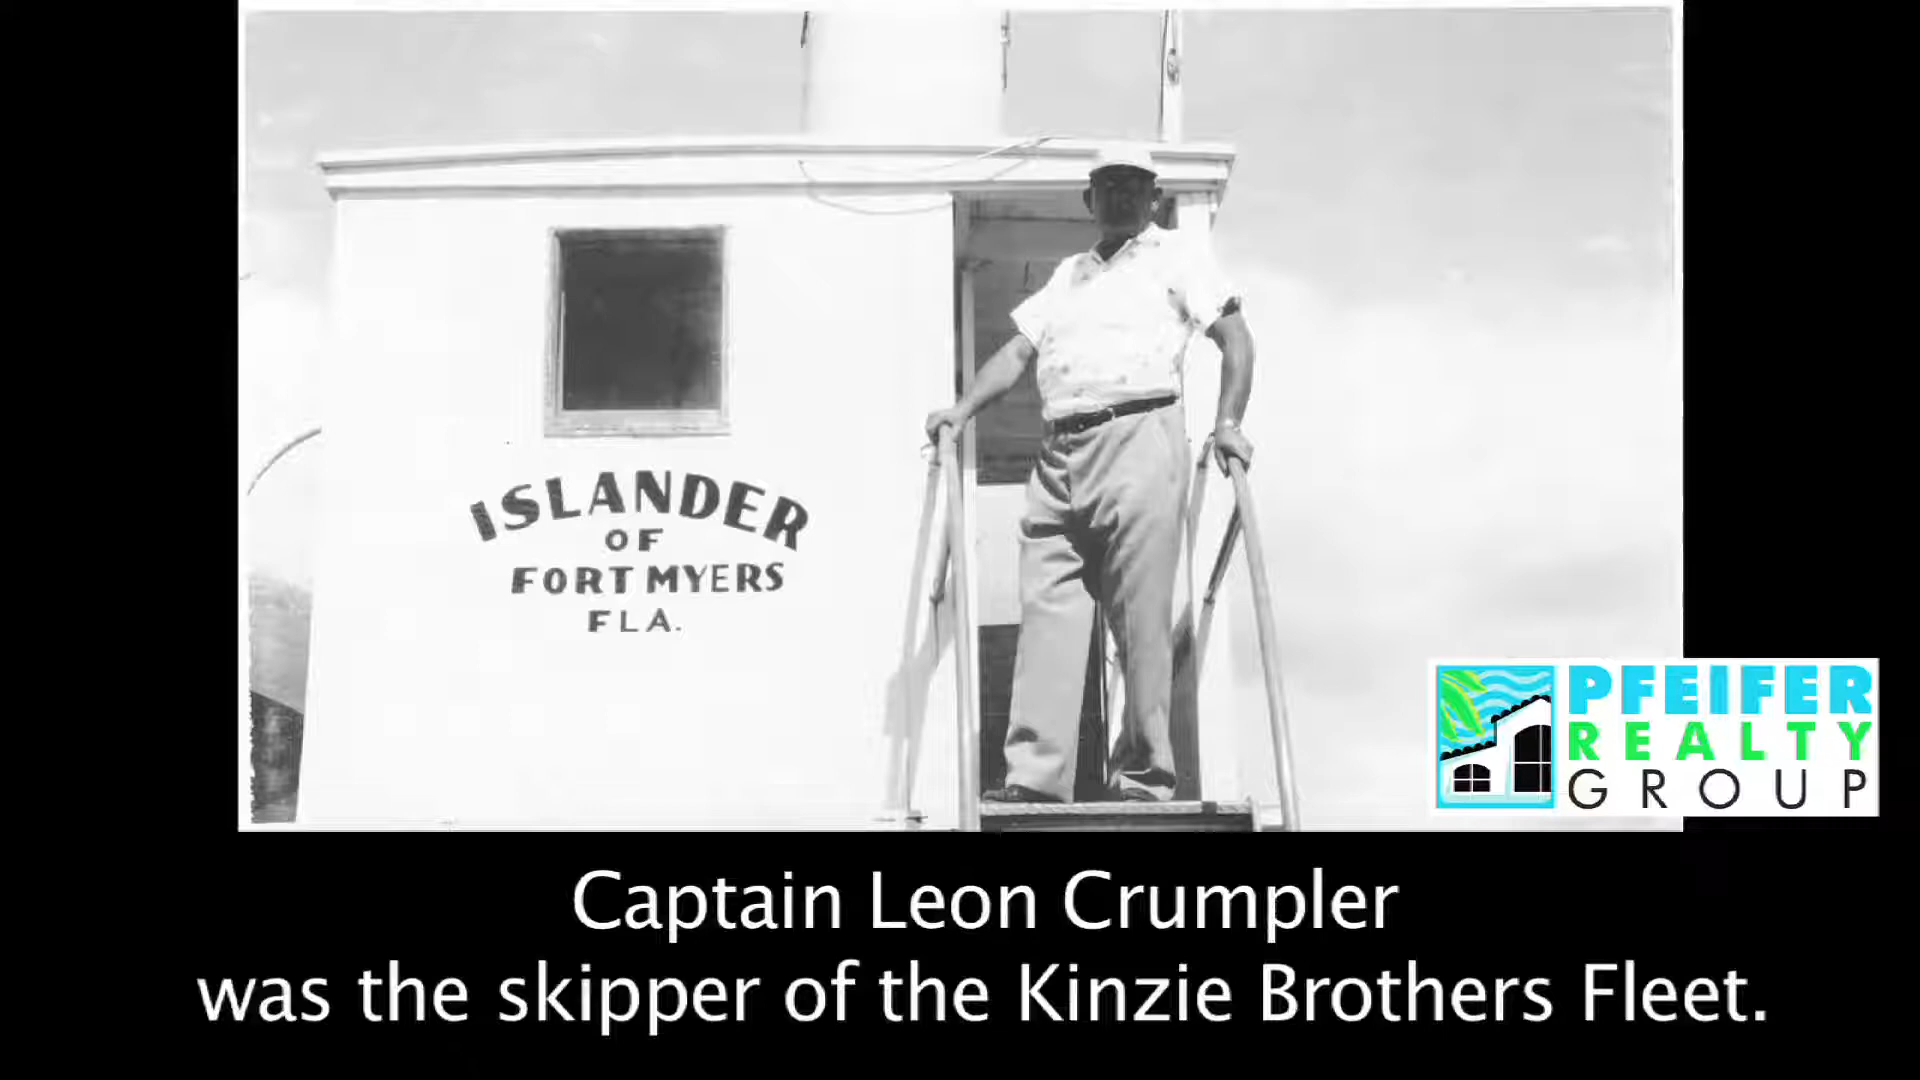 ISLANDER
OF
FORT MYERS
FLA.
PFEIFER
REALTY
GROUP
Captain Leon Crumpler
was the skipper of the Kinzie Brothers Fleet.